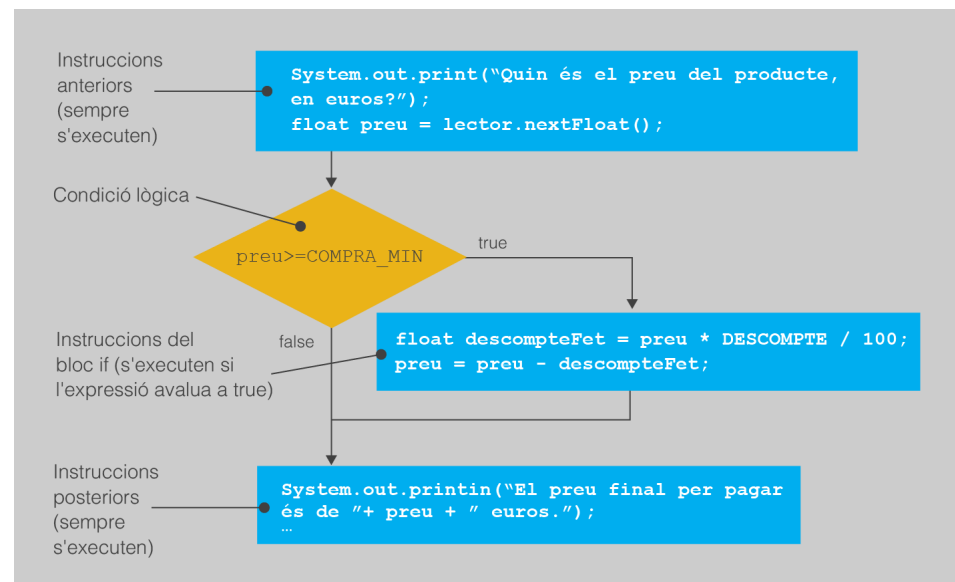 Instruccions
anteriors
(sempre
s'executen)
System.out.print(“Quin és el preu del producte,
en euros?”);
float preu = lector.nextFloat();
Condició lògica
preu>=COMPRA_MIN
true
false
Instruccions del
bloc if (s'executen si
l'expressió avalua a true)
float descompteFet = preu * DESCOMPTE / 100;
preu = preu - descompteFet;
Instruccions
posteriors
(sempre
s'executen)
System.out.printin(“El preu final per pagar
és de ”+ preu + ” euros.”);
…